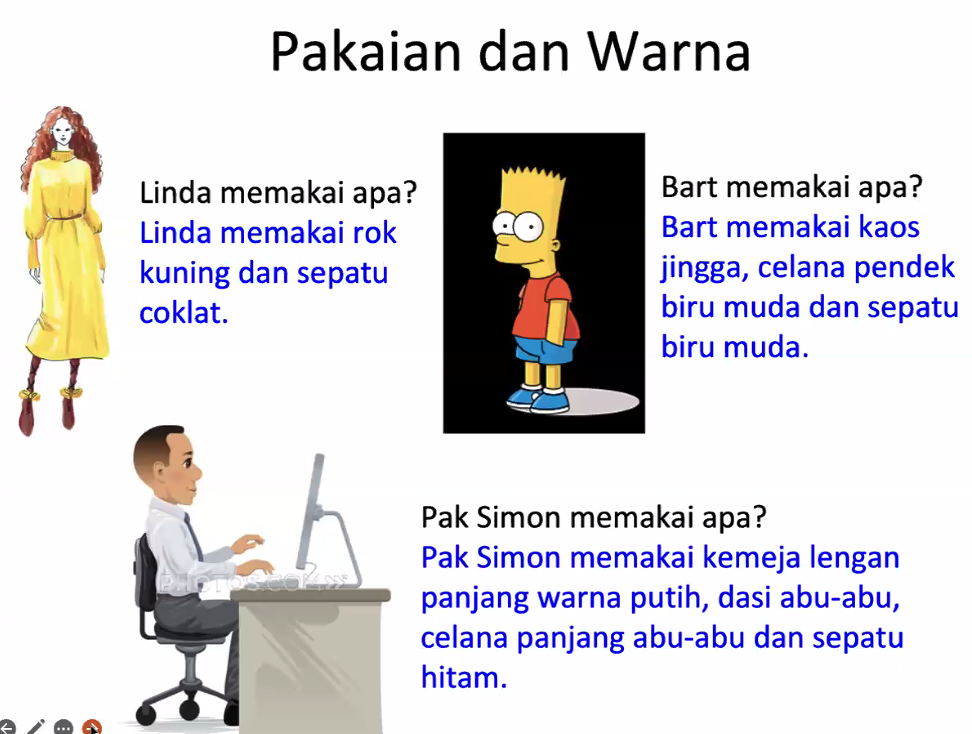 Pakaian dan Warna
Linda memakai apa?
Linda memakai rok
kuning dan sepatu
coklat.
Bart memakai apa?
Bart memakai kaos
jingga, celana pendek
biru muda dan sepatu
biru muda.
Pak Simon memakai apa?
Pak Simon memakai kemeja lengan
panjang warna putih, dasi abu-abu,
celana panjang abu-abu dan sepatu
hitam.
PHOTOS.COM